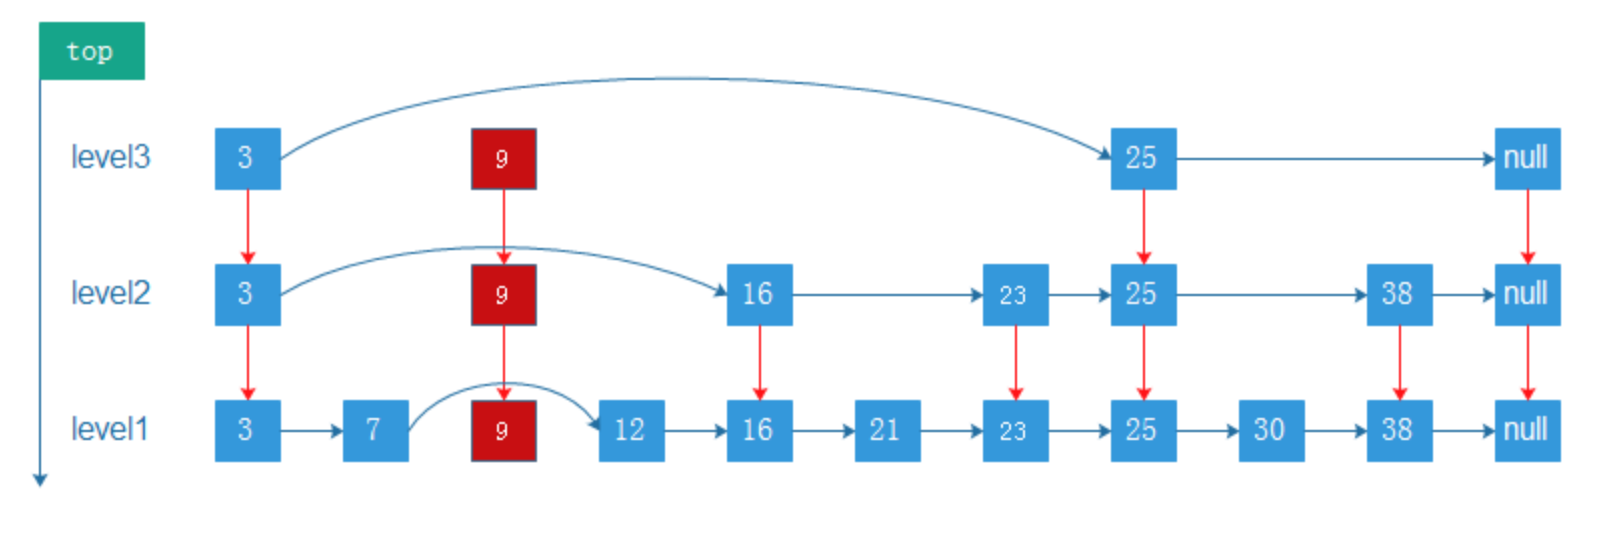 top
level3 3 9 25 null
level2 3 9 16 23 25 38 null
level1 3 7 9 12 16 21 23 25 30 38 null